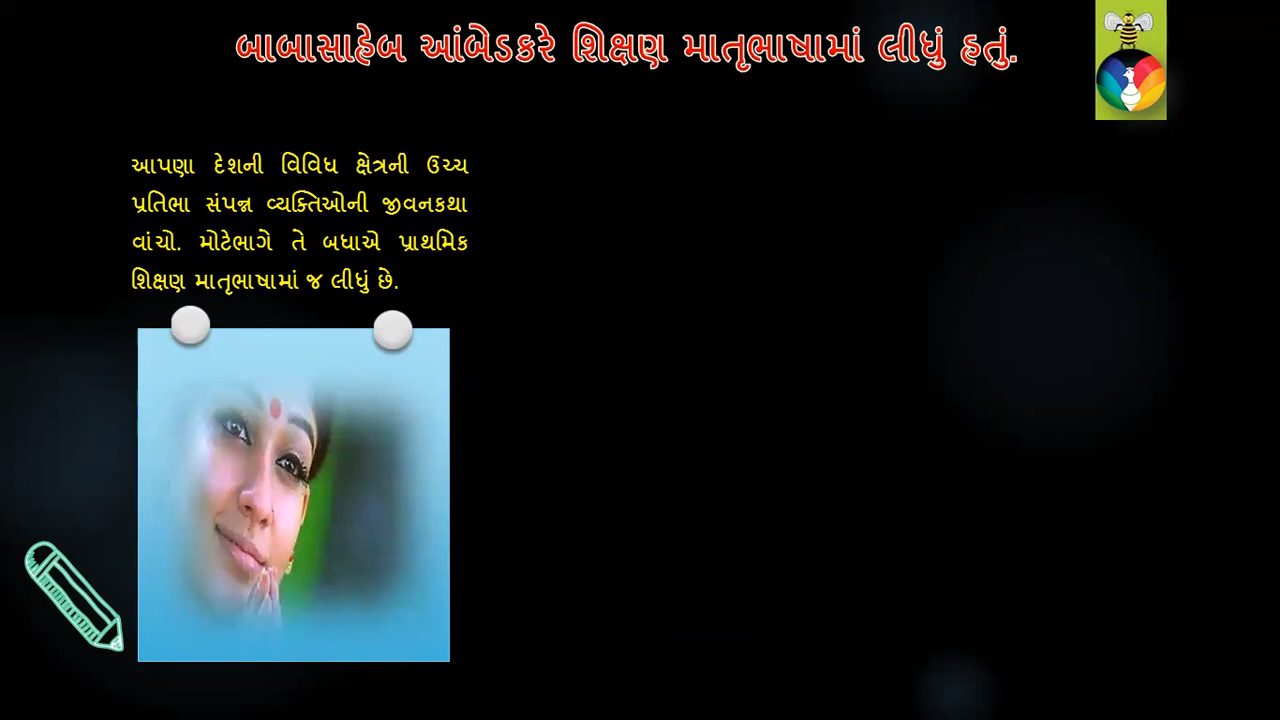 બાબાસાહેબ આંબેડકરે શિક્ષણ માતૃભાષામાં લીધું હતું.
આપણા દેશની વિવિધ ક્ષેત્રની ઉચ્ચ
પ્રતિભા સંપન્ન વ્યક્તિઓની જીવનકથા
વાંચો. મોટેભાગે તે બધાએ પ્રાથમિક
શિક્ષણ માતૃભાષામાં જ લીધું છે.